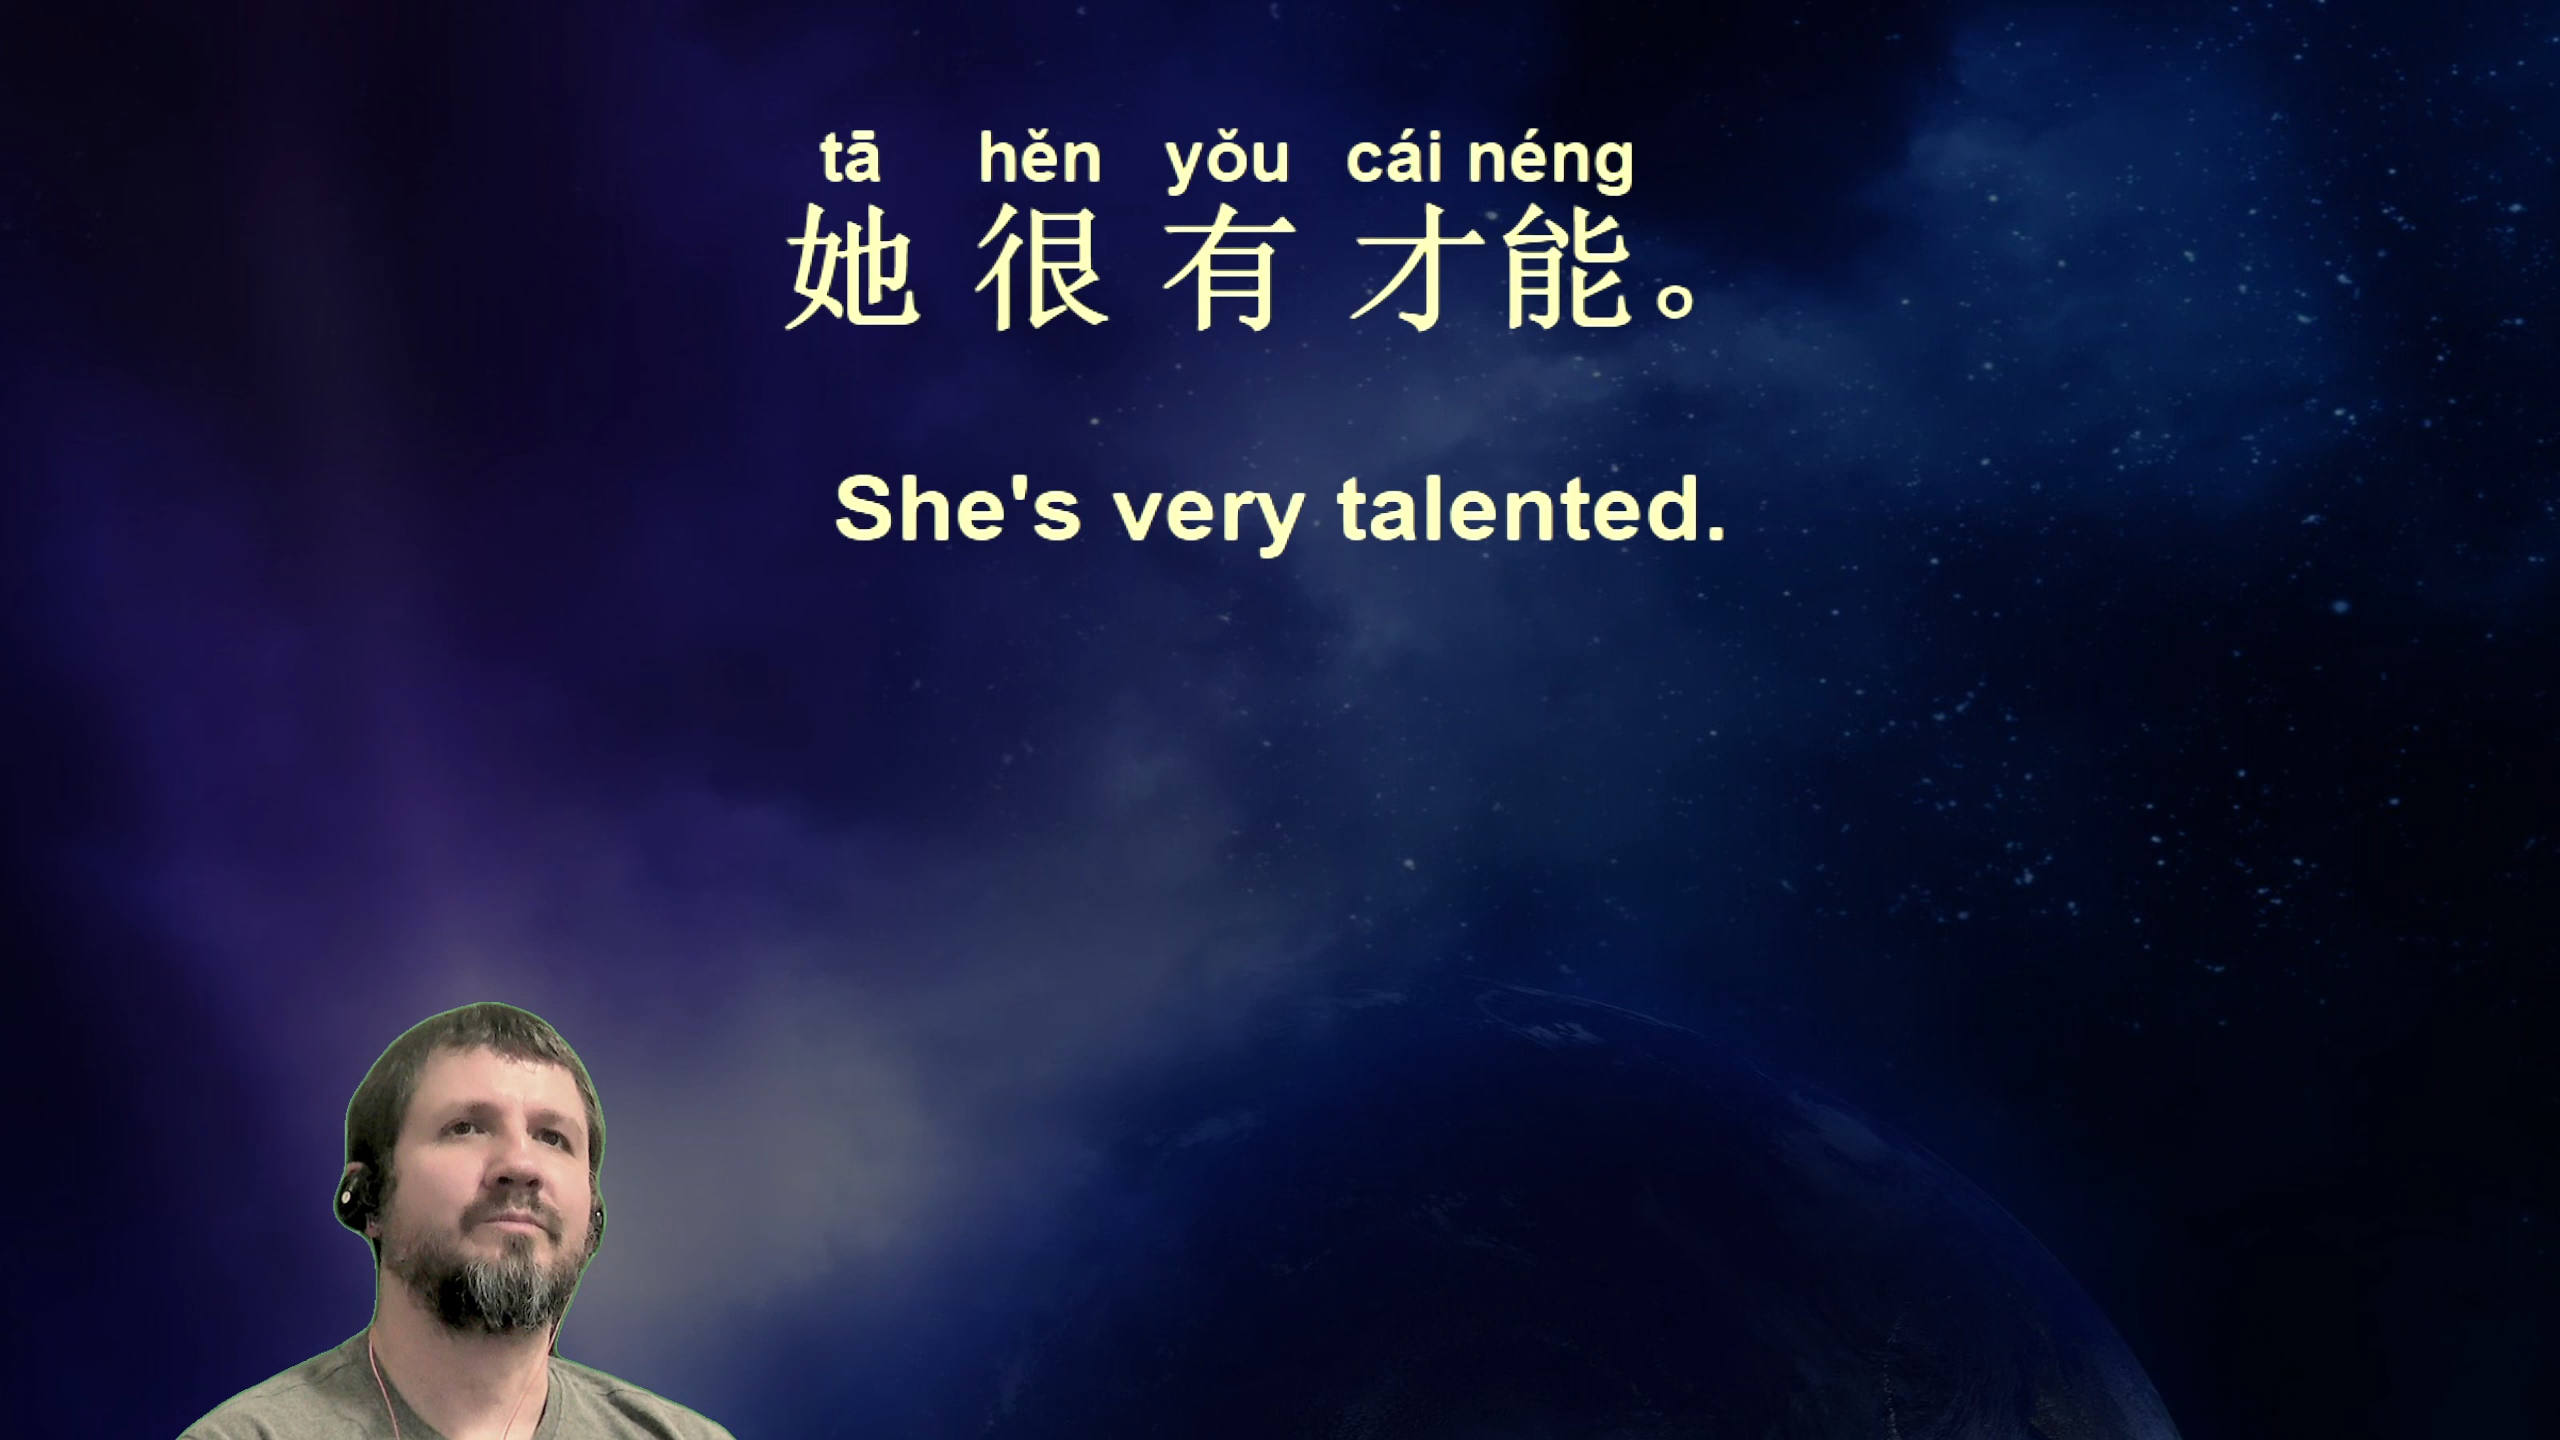 tā hěn yǒu cái néng
她 很 有 才能。
She's very talented.